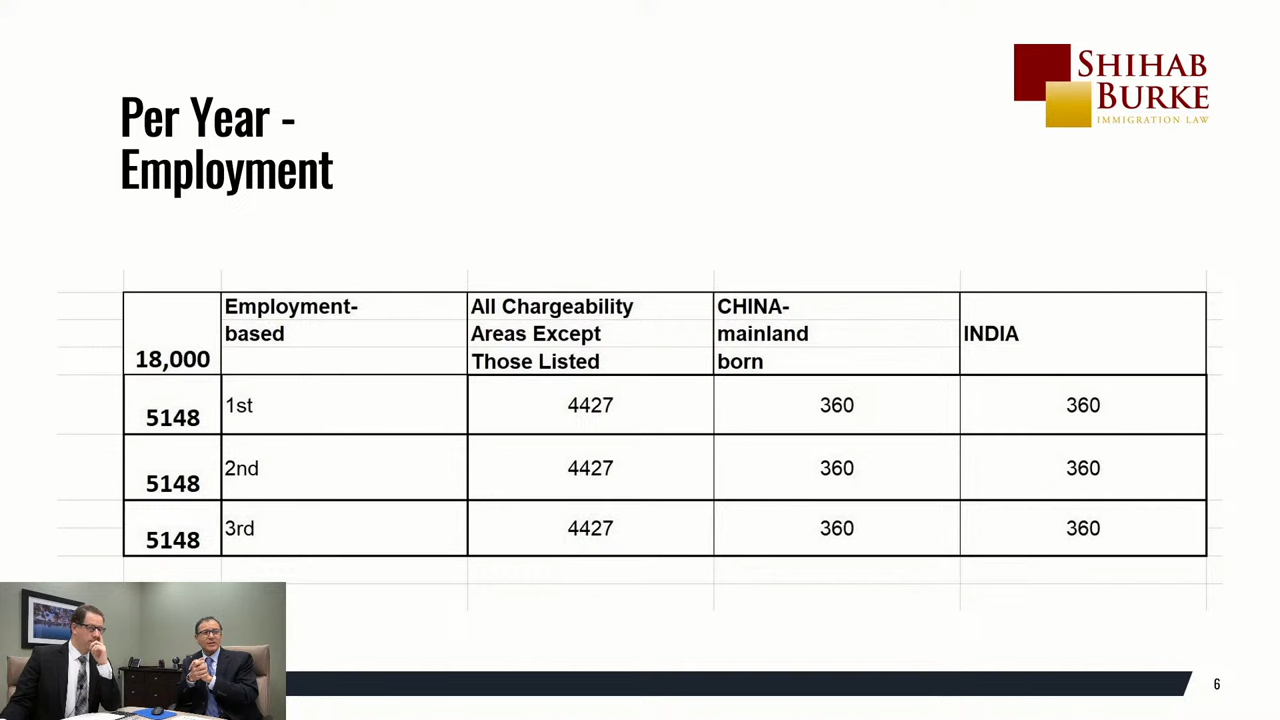 SHIHAB
BURKE
IMMIGRATION LAW
Per Year -
Employment
18,000
Employment-
based
All Chargeability
Areas Except
Those Listed
CHINA-
mainland
born
INDIA
5148 1st 4427 360 360
5148 2nd 4427 360 360
5148 3rd 4427 360 360
6